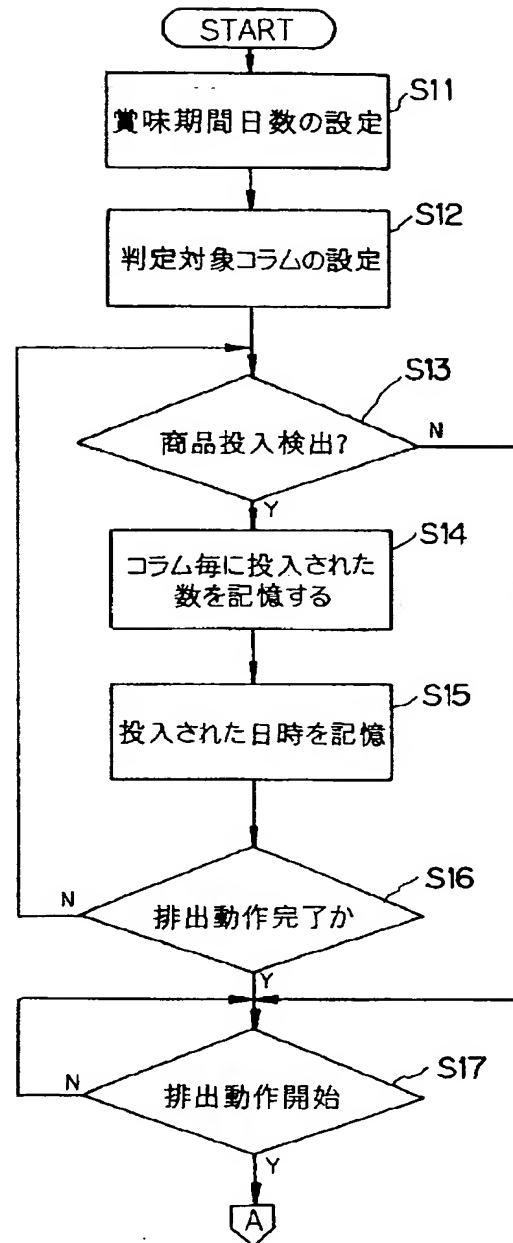 START
S11
賞味期間日数の設定
S12
判定対象コラムの設定
S13
商品投入検出?
N
Y
S14
コラム毎に投入された
数を記憶する
S15
投入された日時を記憶
S16
排出動作完了か
N
Y
S17
排出動作開始
N
Y
A